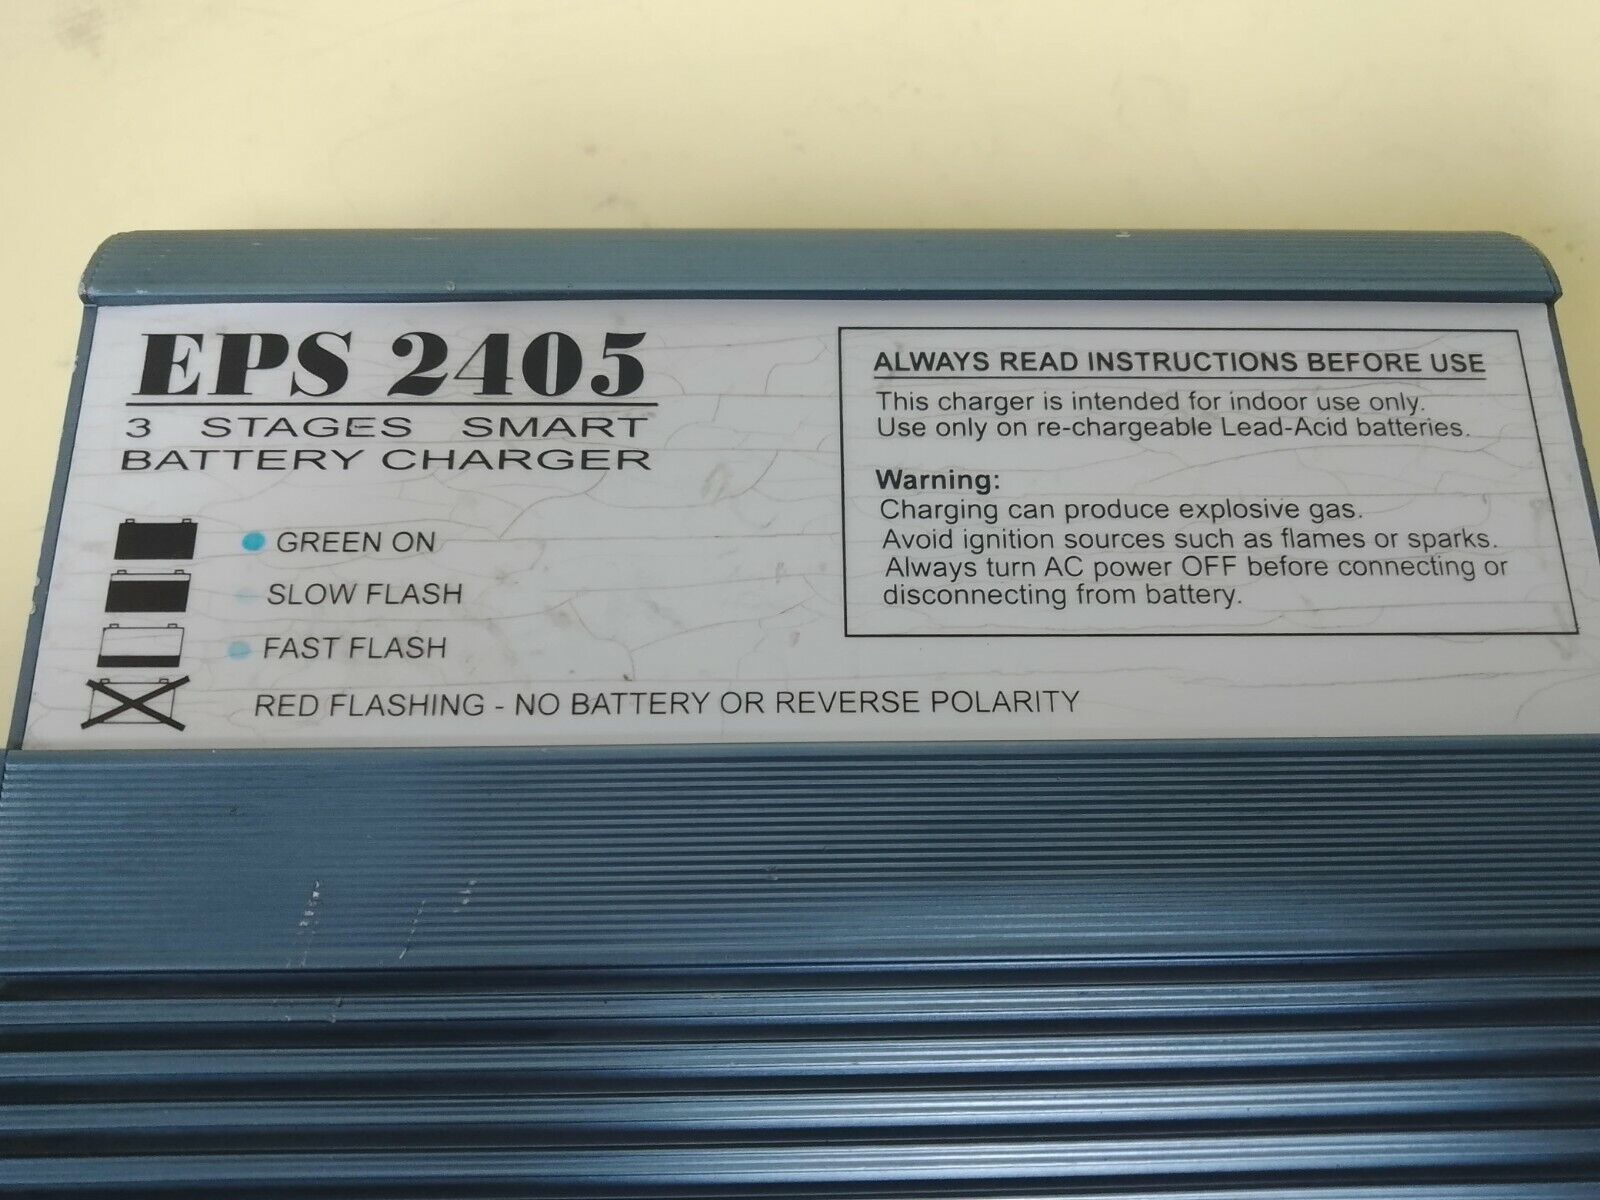 EPS 2405
3 STAGES SMART
BATTERY CHARGER
GREEN ON
SLOW FLASH
FAST FLASH
RED FLASHING - NO BATTERY OR REVERSE POLARITY
ALWAYS READ INSTRUCTIONS BEFORE USE
This charger is intended for indoor use only.
Use only on re-chargeable Lead-Acid batteries.
Warning:
Charging can produce explosive gas.
Avoid ignition sources such as flames or sparks.
Always turn AC power OFF before connecting or
disconnecting from battery.